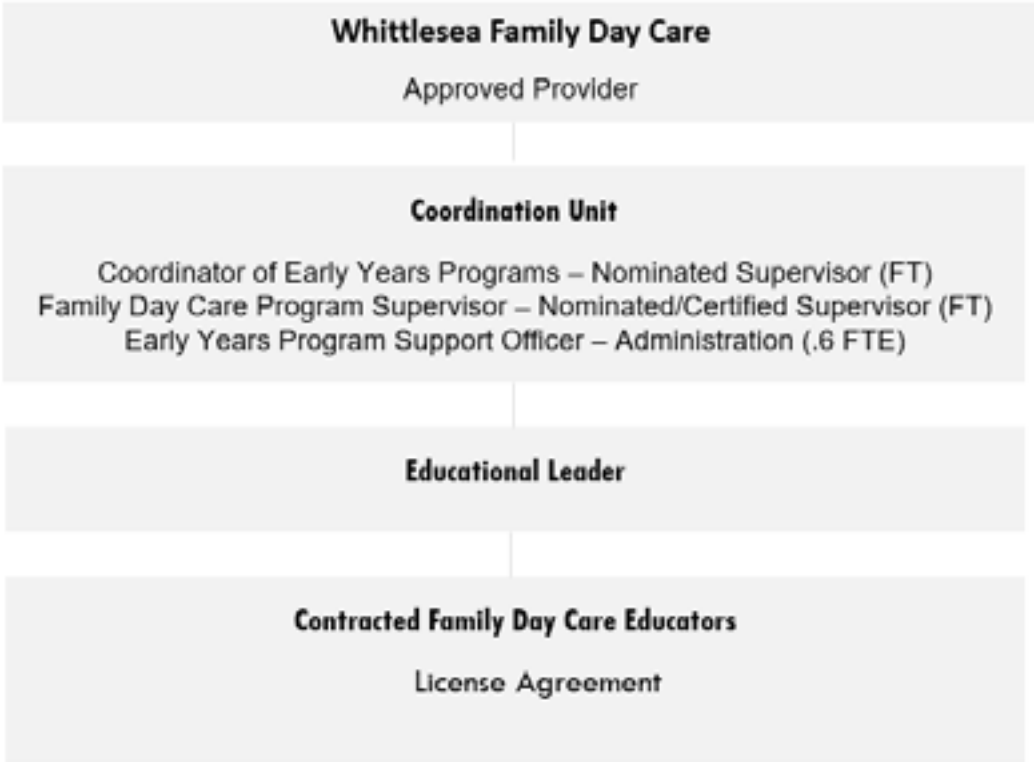 Whittlesea Family Day Care
Approved Provider
Coordination Unit
Coordinator of Early Years Programs – Nominated Supervisor (FT)
Family Day Care Program Supervisor – Nominated/Certified Supervisor (FT)
Early Years Program Support Officer – Administration (.6 FTE)
Educational Leader
Contracted Family Day Care Educators
License Agreement